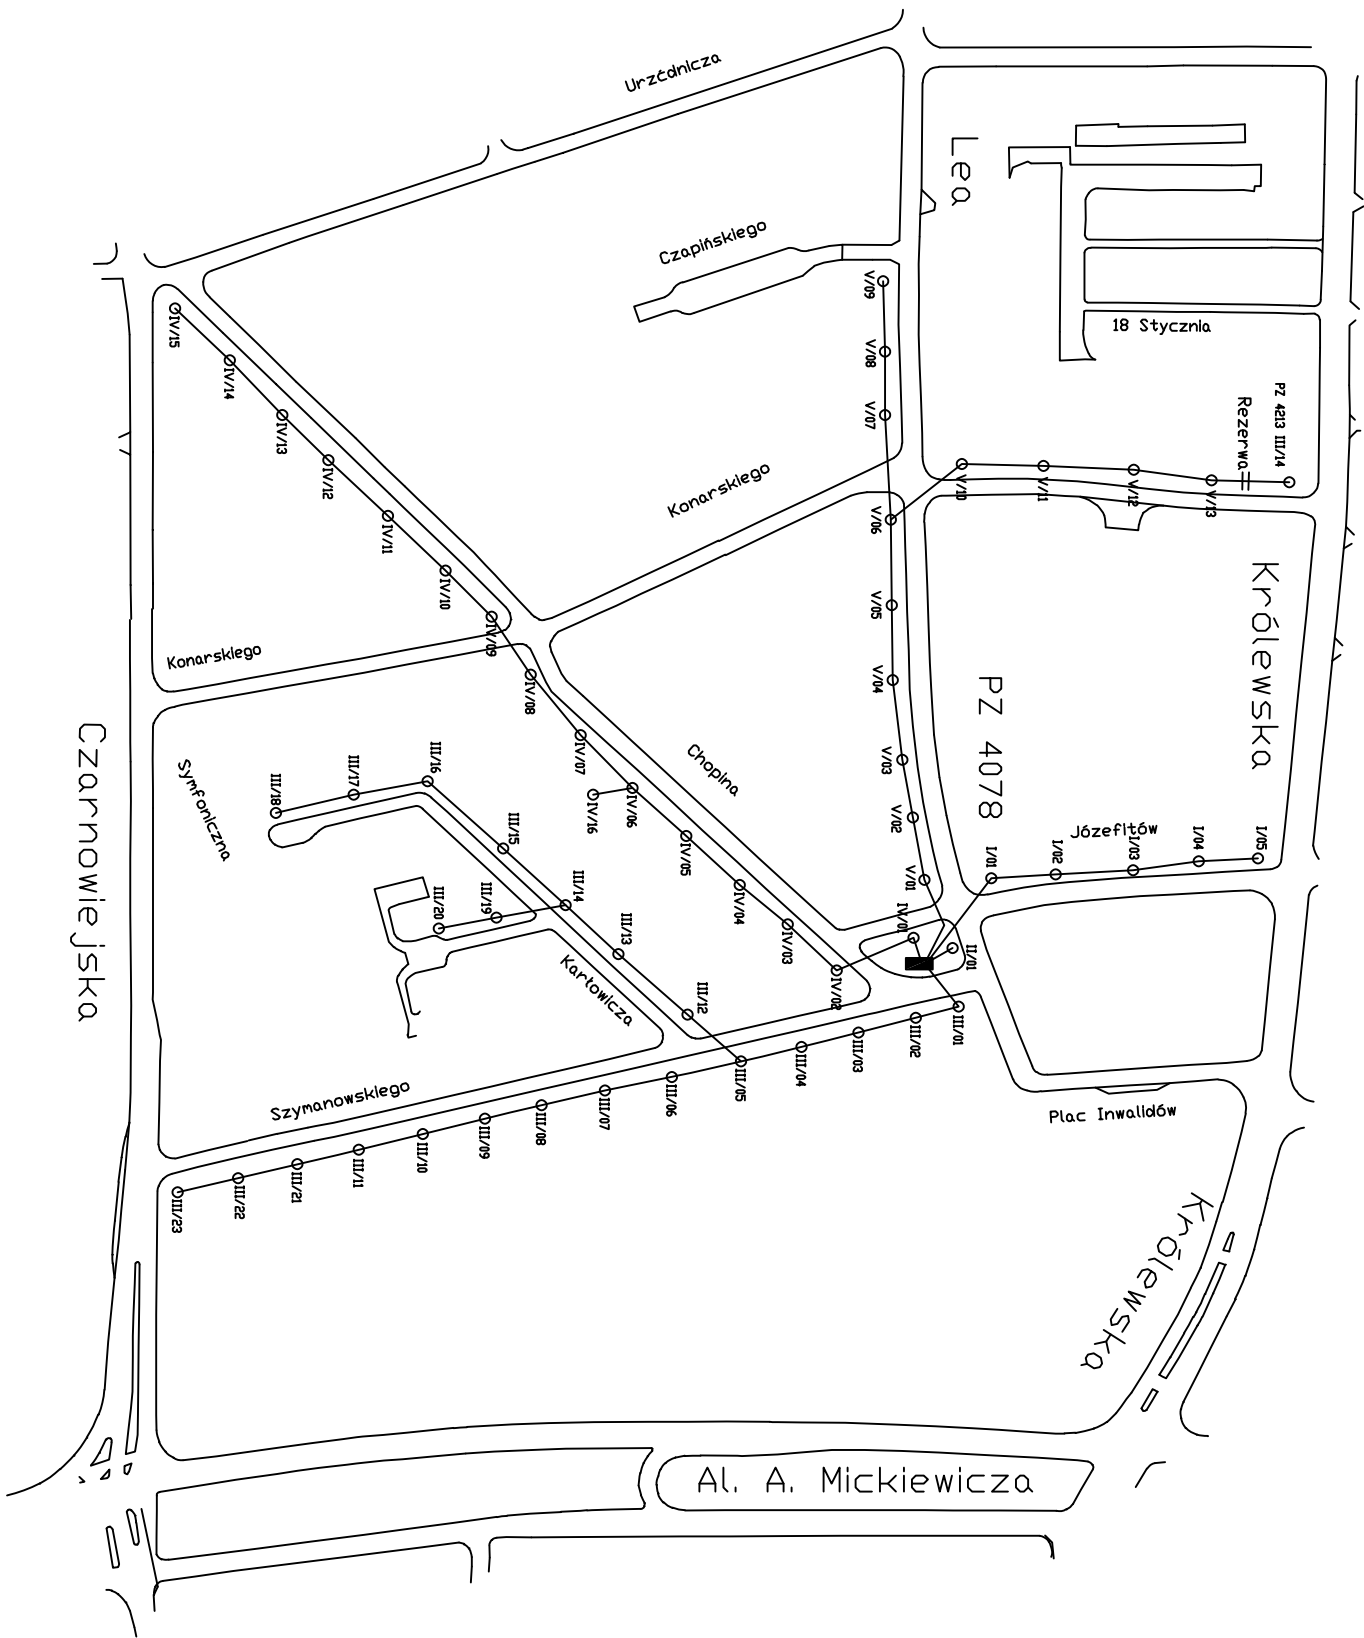 Urzčdnicza
Lea
Czapińskiego
18 Stycznia
V/09
V/08
V/07
PZ 4213 III/14
Rezerwa
V/10
V/11
V/12
V/13
IV/15
IV/14
IV/13
IV/12
IV/11
IV/10
IV/09
IV/08
Konarskiego
V/06
V/05
V/04
V/03
V/02
V/01
Królewska
PZ 4078
Konarskiego
Chopina
Józefitów
I/01
I/02
I/03
I/04
I/05
Czarnowiejska
Symfoniczna
III/18
III/17
III/16
III/15
III/14
III/13
III/12
III/19
III/20
IV/07
IV/06
IV/16
IV/05
IV/04
IV/03
IV/02
IV/01
II/01
Karłowicza
III/01
III/02
III/03
III/04
III/05
III/06
III/07
III/08
III/09
III/10
III/11
III/21
III/22
III/23
Szymanowskiego
Plac Inwalidów
Królewska
Al. A. Mickiewicza